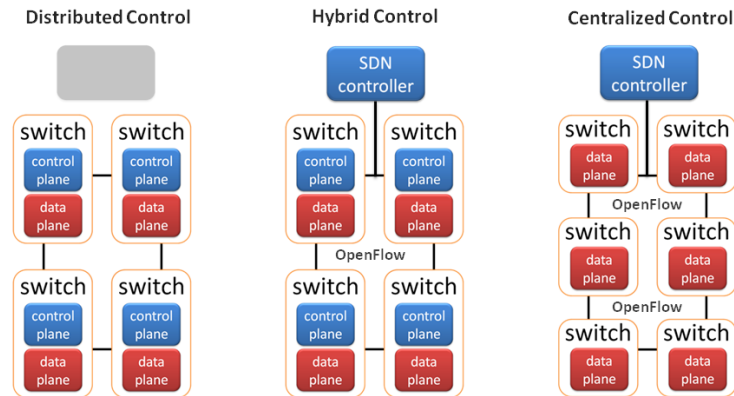 Distributed Control
switch
control
plane
data
plane
switch
control
plane
data
plane
switch
control
plane
data
plane
switch
control
plane
data
plane
Hybrid Control
SDN
controller
switch
control
plane
data
plane
switch
control
plane
data
plane
OpenFlow
switch
control
plane
data
plane
switch
control
plane
data
plane
Centralized Control
SDN
controller
switch
data
plane
switch
data
plane
OpenFlow
switch
data
plane
switch
data
plane
OpenFlow
switch
data
plane
switch
data
plane